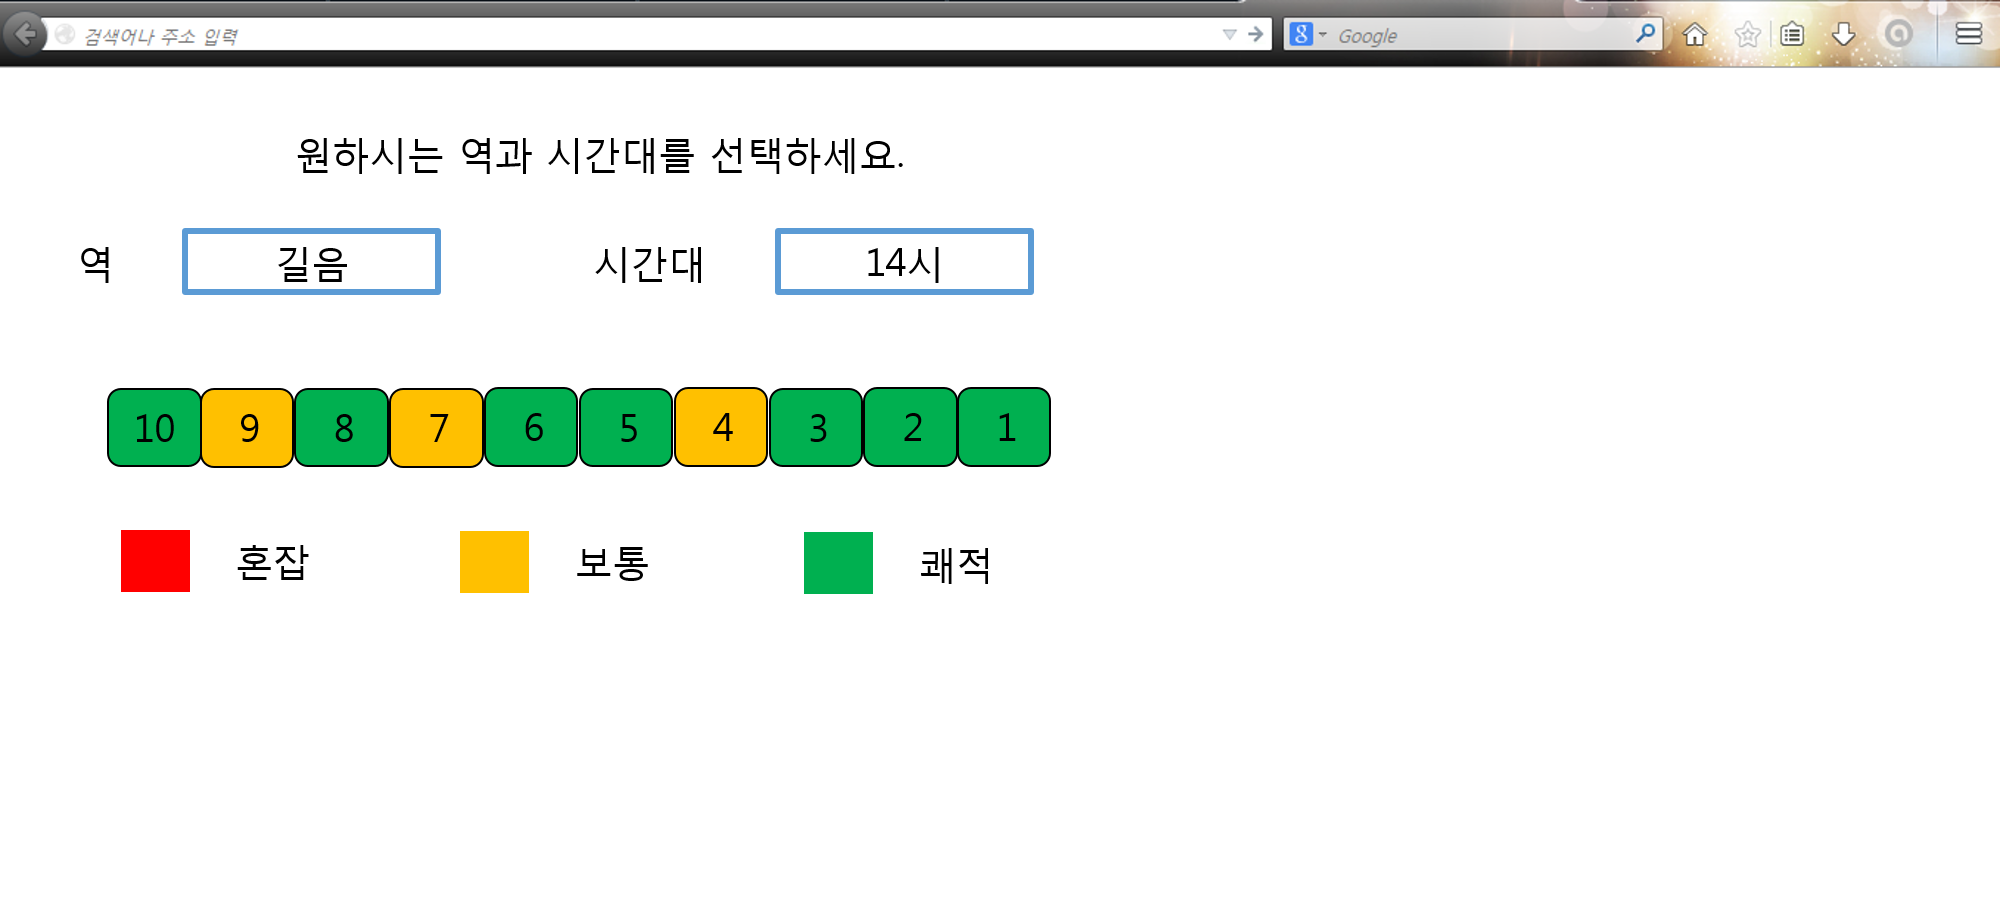 검색어나 주소 입력 Google
원하시는 역과 시간대를 선택하세요.
역 길음 시간대 14시
10 9 8 7 6 5 4 3 2 1
혼잡 보통 쾌적